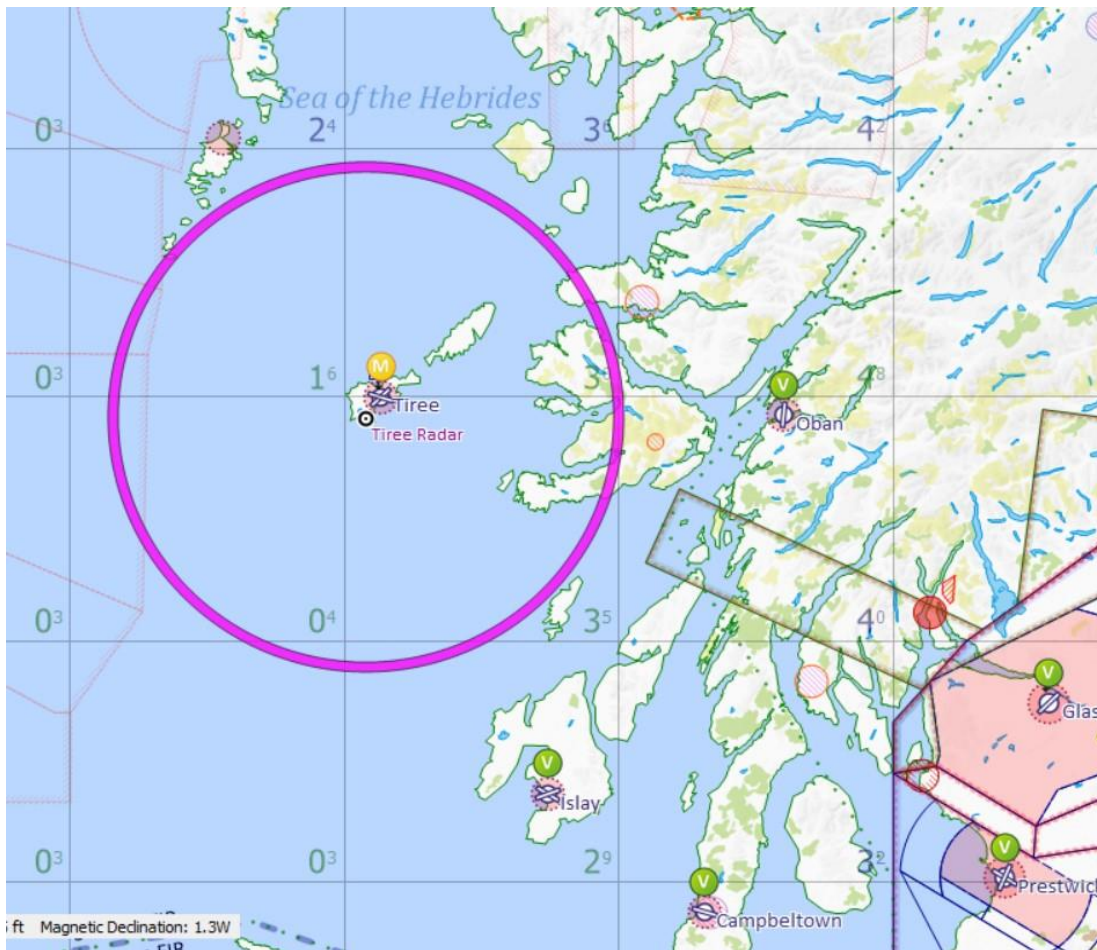 Sea of the Hebrides
0³ 2⁴ 3⁶ 4²
0³ 1⁶ 3 4⁸
M
Tiree
Tiree Radar
V
Oban
0³ 0⁴ 3⁵ 4⁰
V
Glas
V
Islay
0³ 0³ 2⁹ 3²
V
Prestwick
V
Campbeltown
ft Magnetic Declination: 1.3W
FIR